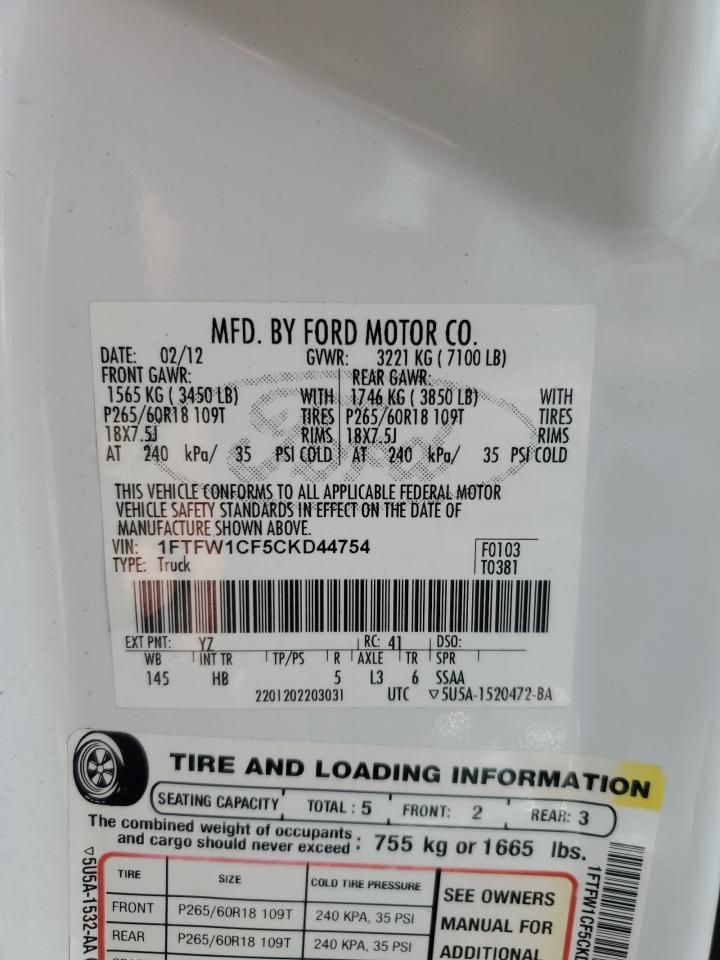 MFD. BY FORD MOTOR CO.
DATE: 02/12 GVWR: 3221 KG ( 7100 LB)
FRONT GAWR: REAR GAWR:
1565 KG ( 3450 LB) WITH 1746 KG ( 3850 LB) WITH
P265/60R18 109T TIRES P265/60R18 109T TIRES
18X7.5J RIMS 18X7.5J RIMS
AT 240 kPa/ 35 PSI COLD AT 240 kPa/ 35 PSI COLD
Ford
THIS VEHICLE CONFORMS TO ALL APPLICABLE FEDERAL MOTOR
VEHICLE SAFETY STANDARDS IN EFFECT ON THE DATE OF
MANUFACTURE SHOWN ABOVE.
VIN: 1FTFW1CF5CKD44754 F0103
TYPE: Truck T0381
EXT PNT: YZ RC: 41 DSO:
WB INT TR TP/PS R AXLE TR SPR
145 HB 5 L3 6 SSAA
2201202203031 UTC ▽5U5A-1520472-BA
TIRE AND LOADING INFORMATION
SEATING CAPACITY TOTAL : 5 FRONT: 2 REAR: 3
The combined weight of occupants
and cargo should never exceed : 755 kg or 1665 lbs.
TIRE SIZE COLD TIRE PRESSURE
FRONT P265/60R18 109T 240 KPA, 35 PSI
REAR P265/60R18 109T 240 KPA, 35 PSI
SEE OWNERS
MANUAL FOR
ADDITIONAL
▽5U5A-1532-AA
1FTFW1CF5CK